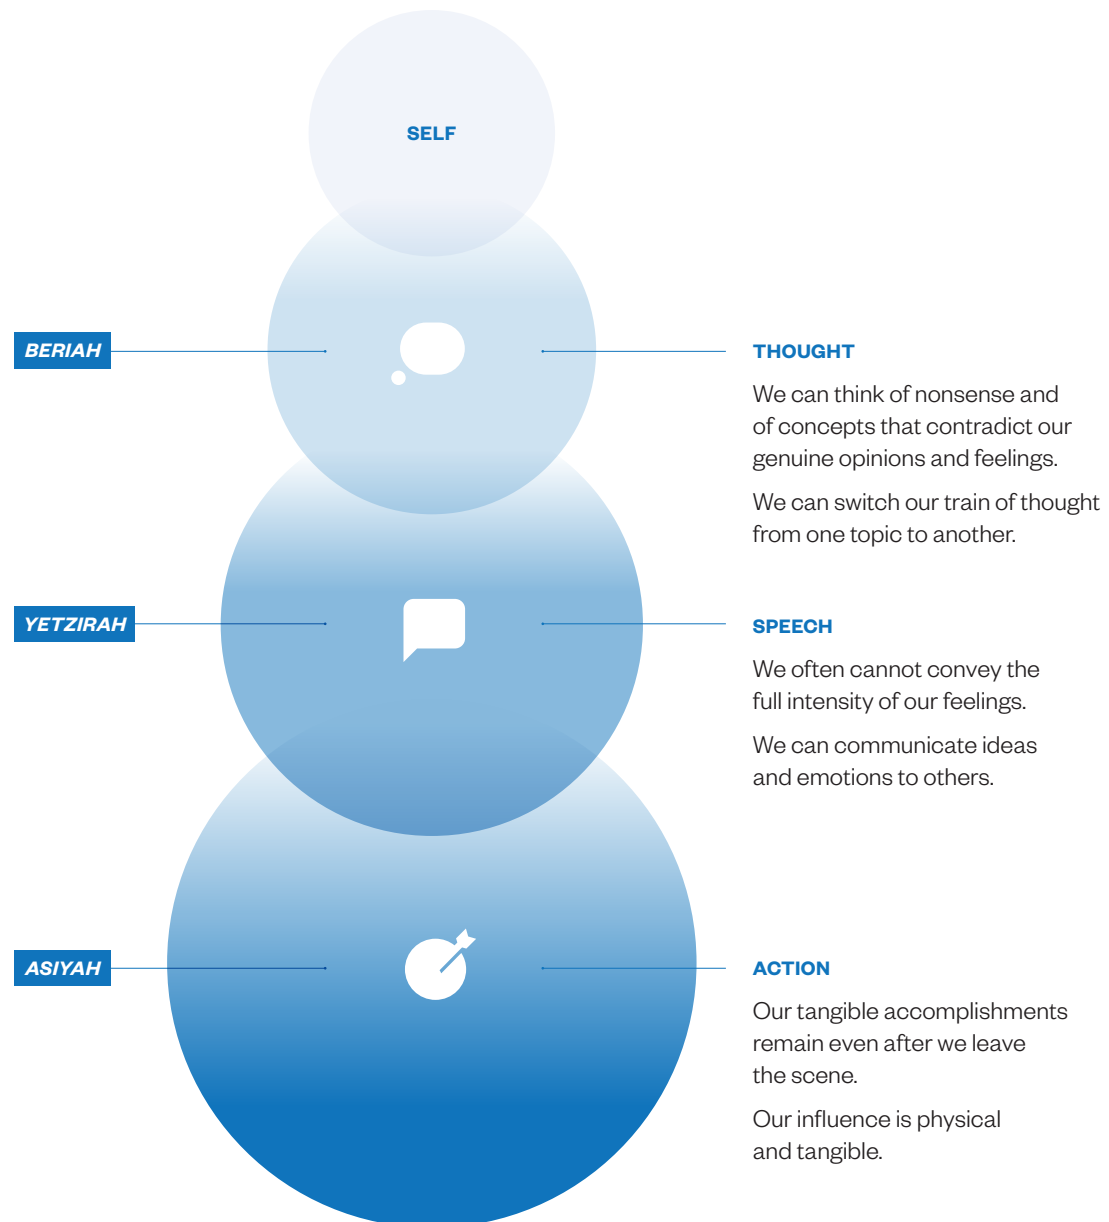 SELF
BERIAH
THOUGHT
We can think of nonsense and
of concepts that contradict our
genuine opinions and feelings.
We can switch our train of thought
from one topic to another.
YETZIRAH
SPEECH
We often cannot convey the
full intensity of our feelings.
We can communicate ideas
and emotions to others.
ASIYAH
ACTION
Our tangible accomplishments
remain even after we leave
the scene.
Our influence is physical
and tangible.